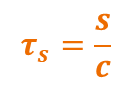 τₛ = s/c